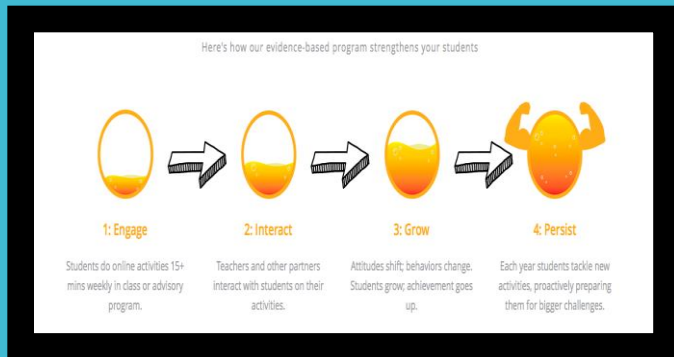 Here's how our evidence-based program strengthens your students
1: Engage
Students do online activities 15+
mins weekly in class or advisory
program.
2: Interact
Teachers and other partners
interact with students on their
activities.
3: Grow
Attitudes shift; behaviors change.
Students grow; achievement goes
up.
4: Persist
Each year students tackle new
activities, proactively preparing
them for bigger challenges.